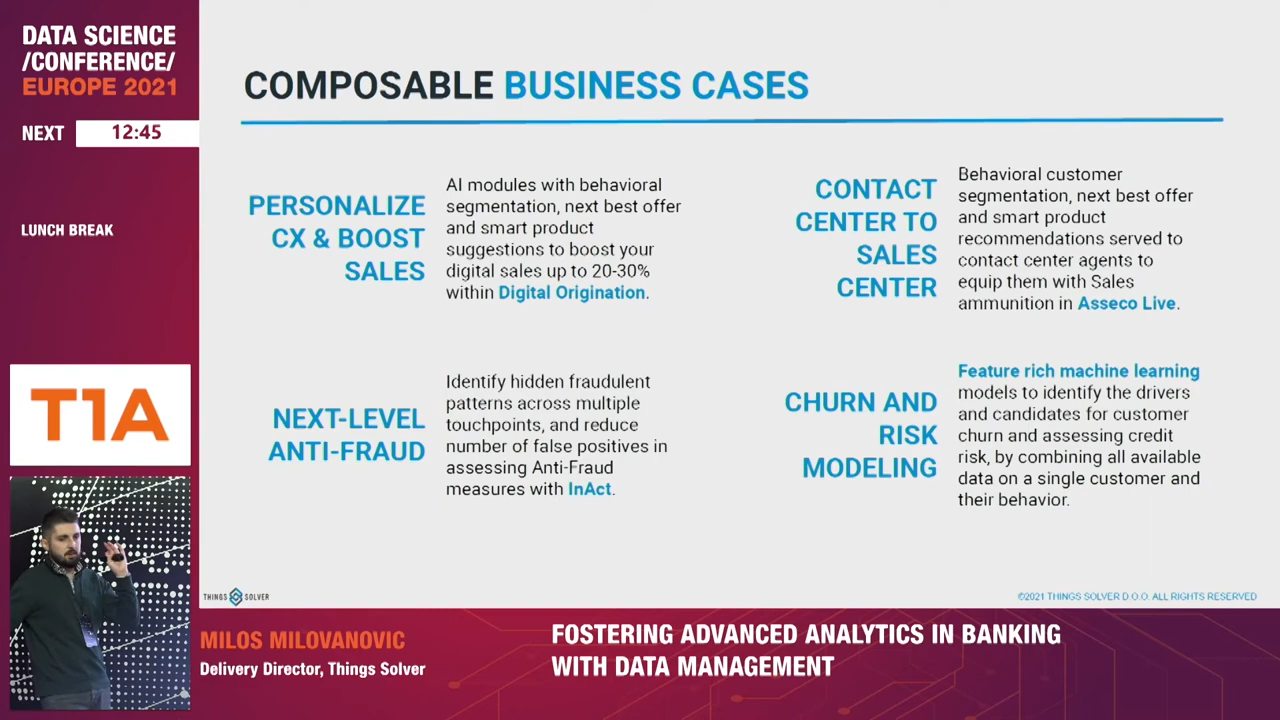 DATA SCIENCE
/CONFERENCE/
EUROPE 2021
NEXT 12:45
LUNCH BREAK
T1A
COMPOSABLE BUSINESS CASES
PERSONALIZE
CX & BOOST
SALES
AI modules with behavioral
segmentation, next best offer
and smart product
suggestions to boost your
digital sales up to 20-30%
within Digital Origination.
CONTACT
CENTER TO
SALES
CENTER
Behavioral customer
segmentation, next best offer
and smart product
recommendations served to
contact center agents to
equip them with Sales
ammunition in Asseco Live.
NEXT-LEVEL
ANTI-FRAUD
Identify hidden fraudulent
patterns across multiple
touchpoints, and reduce
number of false positives in
assessing Anti-Fraud
measures with InAct.
CHURN AND
RISK
MODELING
Feature rich machine learning
models to identify the drivers
and candidates for customer
churn and assessing credit
risk, by combining all available
data on a single customer and
their behavior.
THINGS SOLVER
©2021 THINGS SOLVER D.O.O. ALL RIGHTS RESERVED
MILOS MILOVANOVIC
Delivery Director, Things Solver
FOSTERING ADVANCED ANALYTICS IN BANKING
WITH DATA MANAGEMENT